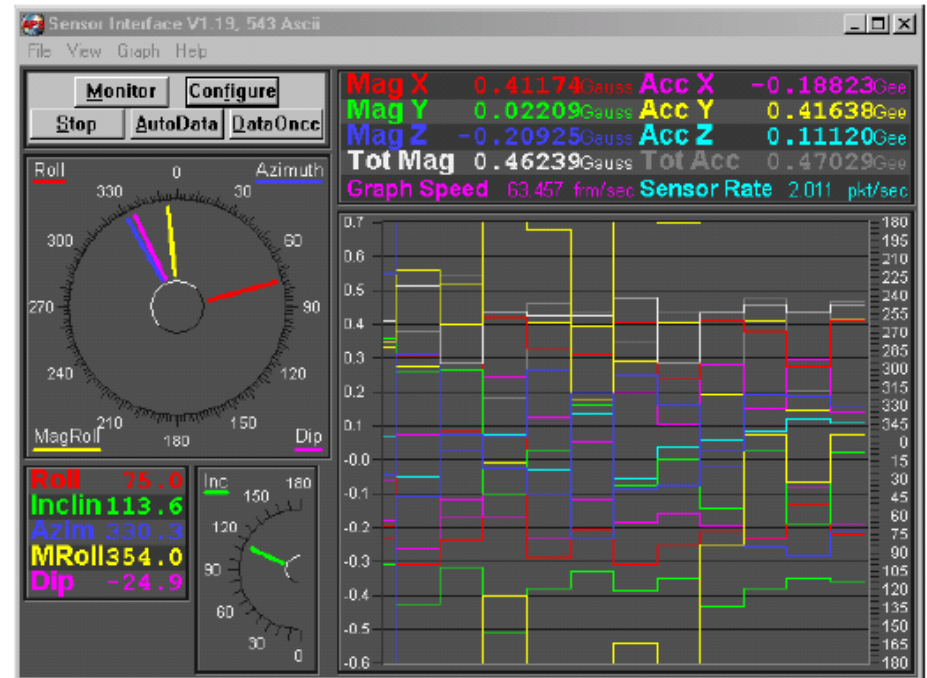 Sensor Interface V1.19, 543 Ascii
File View Graph Help
Monitor Configure
Stop AutoData DataOnce
Mag X 0.41174Gauss Acc X -0.18823Gee
Mag Y 0.02209Gauss Acc Y 0.41638Gee
Mag Z -0.20925Gauss Acc Z 0.11120Gee
Tot Mag 0.46239Gauss Tot Acc 0.47029Gee
Graph Speed 63.457 frm/sec Sensor Rate 2.011 pkt/sec
Roll 0 Azimuth
330 30
300 60
270 90
240 120
210 150
180
MagRoll Dip
Roll 75.0
Inclin 113.6
Azim 330.3
MRoll 354.0
Dip -24.9
Inc 180
150
120
90
60
30
0
0.7 180
195
0.6 210
225
0.5 240
255
0.4 270
285
0.3 300
315
0.2 330
345
0.1 0
-0.0 15
30
-0.1 45
60
-0.2 75
90
-0.3 105
120
-0.4 135
150
-0.5 165
-0.6 180